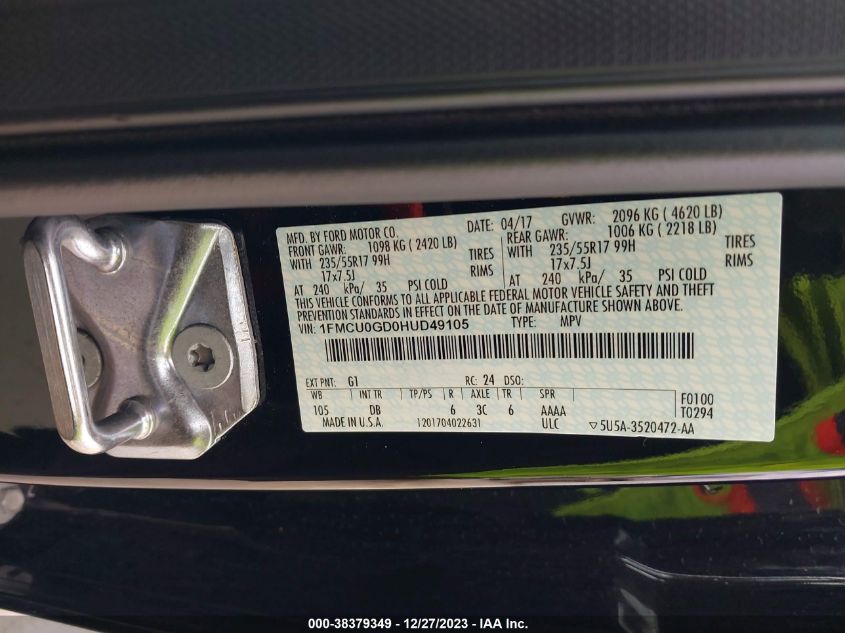 MFD. BY FORD MOTOR CO. DATE: 04/17 GVWR: 2096 KG ( 4620 LB)
FRONT GAWR: 1098 KG ( 2420 LB) REAR GAWR: 1006 KG ( 2218 LB)
WITH 235/55R17 99H TIRES WITH 235/55R17 99H TIRES
17x7.5J RIMS 17x7.5J RIMS
AT 240 kPa/ 35 PSI COLD AT 240 kPa/ 35 PSI COLD
THIS VEHICLE CONFORMS TO ALL APPLICABLE FEDERAL MOTOR VEHICLE SAFETY AND THEFT
PREVENTION STANDARDS IN EFFECT ON THE DATE OF MANUFACTURE SHOWN ABOVE.
VIN: 1FMCU0GD0HUD49105 TYPE: MPV
EXT PNT: G1 RC: 24 DSO:
WB INT TR TP/PS R AXLE TR SPR F0100
105 DB 6 3C 6 AAAA T0294
MADE IN U.S.A. 1201704022631 ULC ▽5U5A-3520472-AA
000-38379349 - 12/27/2023 - IAA Inc.